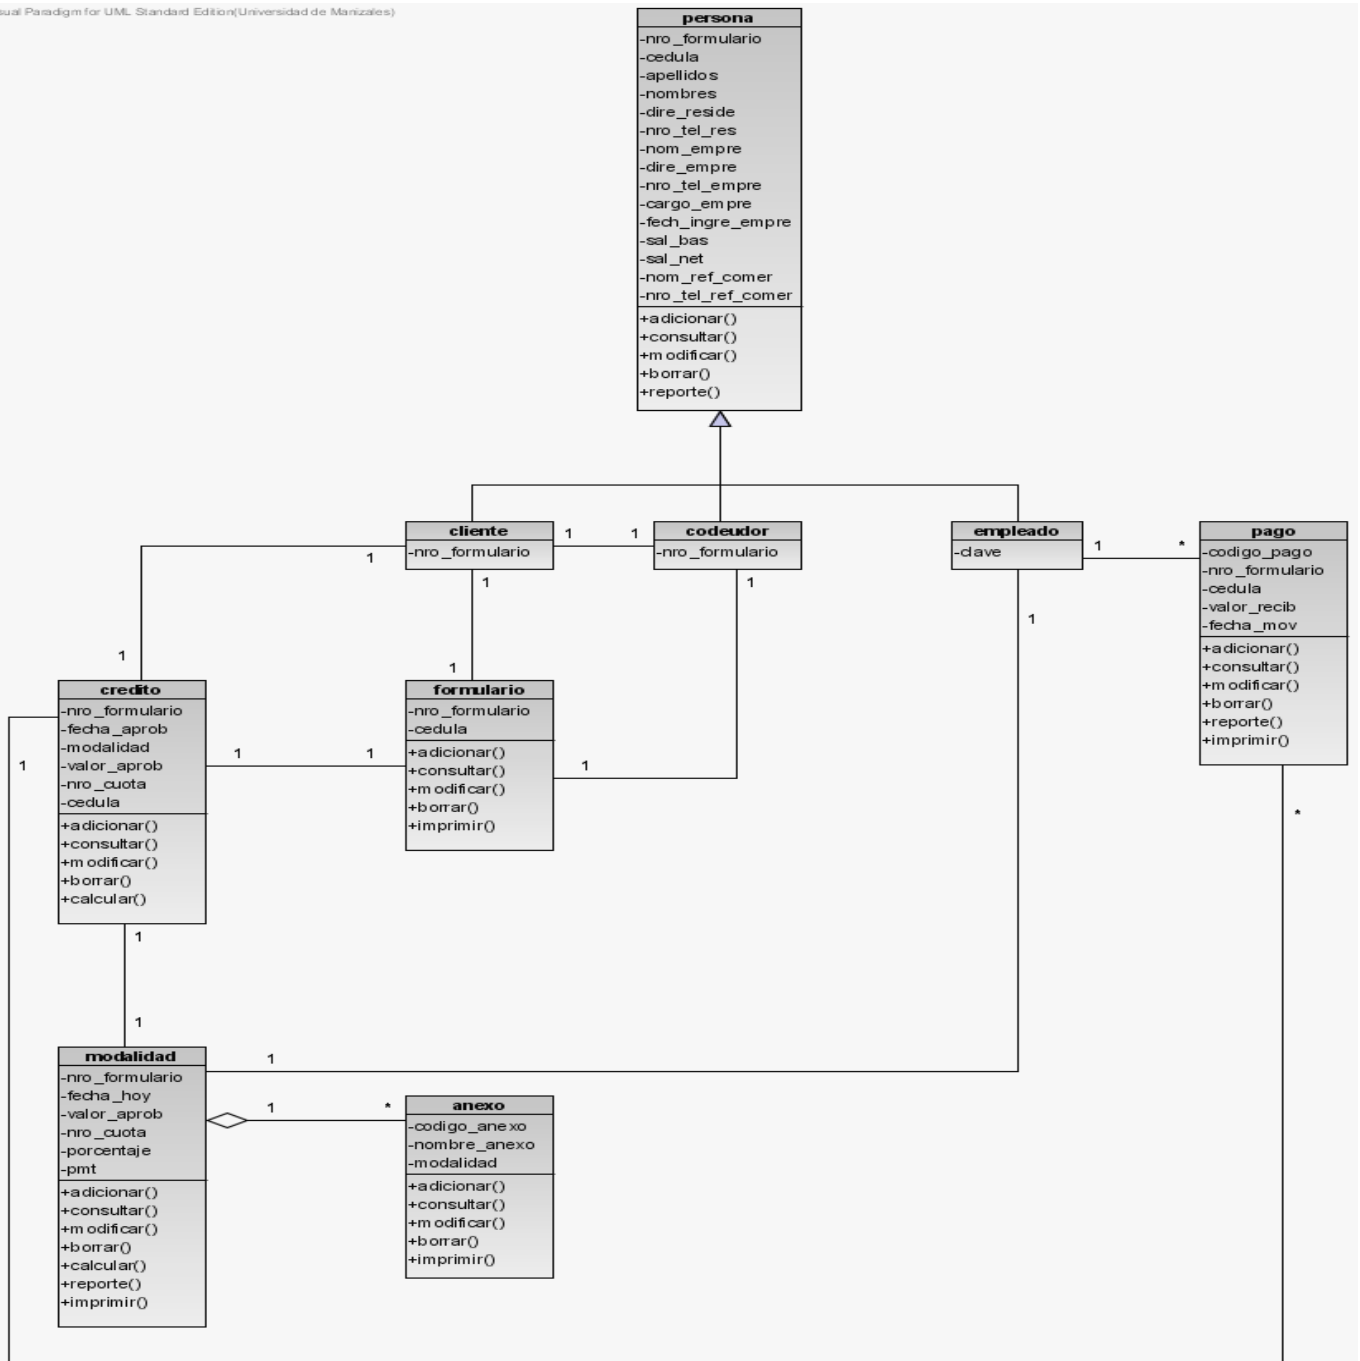 sual Paradigm for UML Standard Edition(Universidad de Manizales)
persona
-nro_formulario
-cedula
-apellidos
-nombres
-dire_reside
-nro_tel_res
-nom_empre
-dire_empre
-nro_tel_empre
-cargo_empre
-fech_ingre_empre
-sal_bas
-sal_net
-nom_ref_comer
-nro_tel_ref_comer
+adicionar()
+consultar()
+modificar()
+borrar()
+reporte()
cliente
-nro_formulario
1
1
1
1
codeudor
-nro_formulario
1
empleado
-clave
1
*
1
pago
-codigo_pago
-nro_formulario
-cedula
-valor_recib
-fecha_mov
+adicionar()
+consultar()
+modificar()
+borrar()
+reporte()
+imprimir()
*
1
1
credito
-nro_formulario
-fecha_aprob
-modalidad
-valor_aprob
-nro_cuota
-cedula
+adicionar()
+consultar()
+modificar()
+borrar()
+calcular()
1
1
1
formulario
-nro_formulario
-cedula
+adicionar()
+consultar()
+modificar()
+borrar()
+imprimir()
1
1
1
modalidad
-nro_formulario
-fecha_hoy
-valor_aprob
-nro_cuota
-porcentaje
-pmt
+adicionar()
+consultar()
+modificar()
+borrar()
+calcular()
+reporte()
+imprimir()
1
1
*
anexo
-codigo_anexo
-nombre_anexo
-modalidad
+adicionar()
+consultar()
+modificar()
+borrar()
+imprimir()